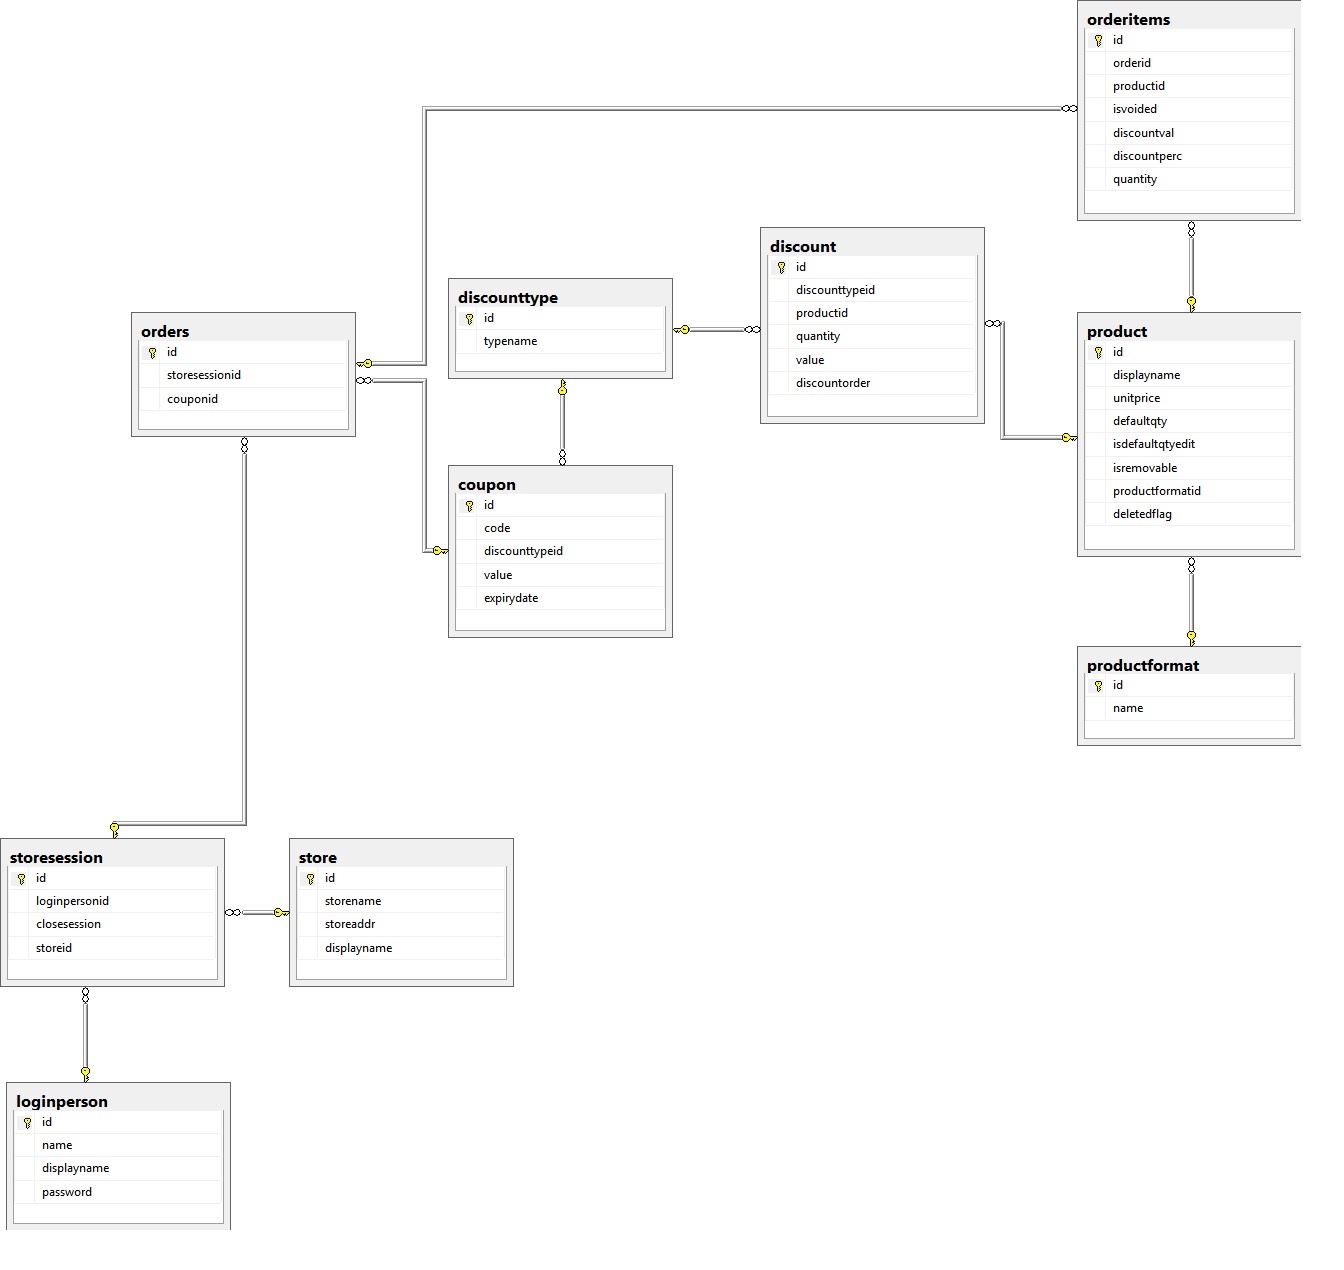 orderitems
id
orderid
productid
isvoided
discountval
discountperc
quantity
discount
id
discounttypeid
productid
quantity
value
discountorder
discounttype
id
typename
orders
id
storesessionid
couponid
product
id
displayname
unitprice
defaultqty
isdefaultqtyedit
isremovable
productformatid
deletedflag
coupon
id
code
discounttypeid
value
expirydate
productformat
id
name
storesession
id
loginpersonid
closesession
storeid
store
id
storename
storeaddr
displayname
loginperson
id
name
displayname
password